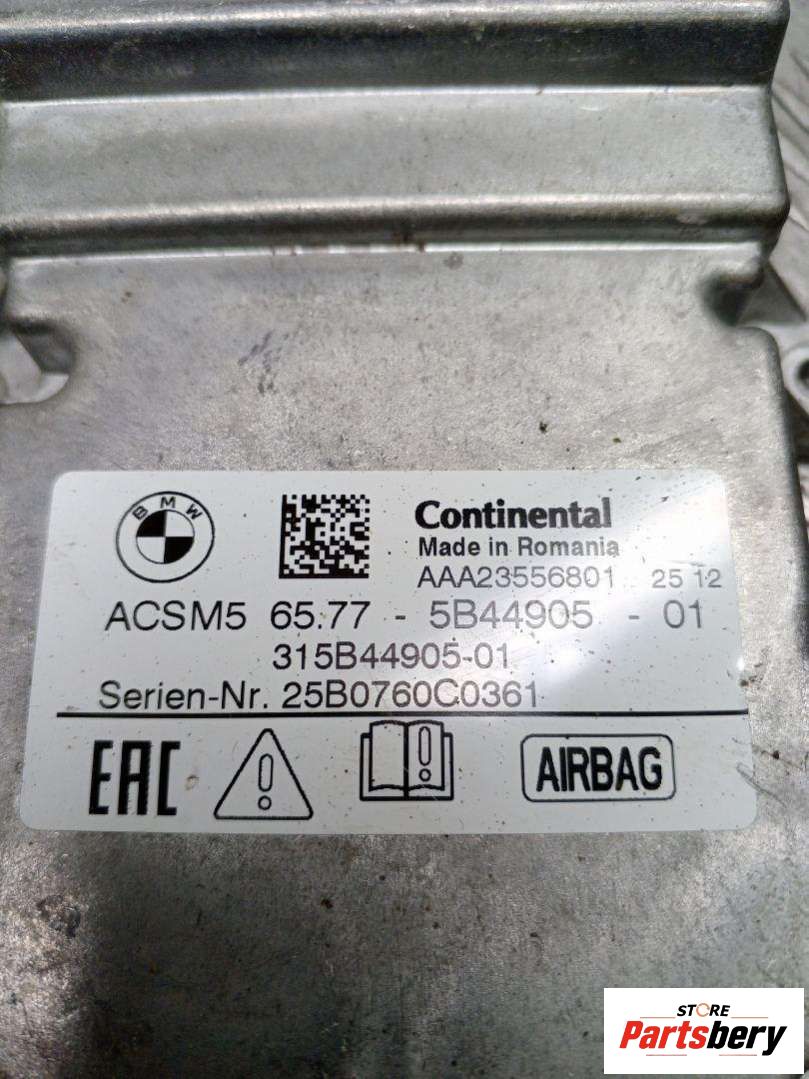 BMW
Continental
Made in Romania
AAA23556801 25 12
ACSM5 65.77 - 5B44905 - 01
315B44905-01
Serien-Nr. 25B0760C0361
EAC
AIRBAG
STORE
Partsbery